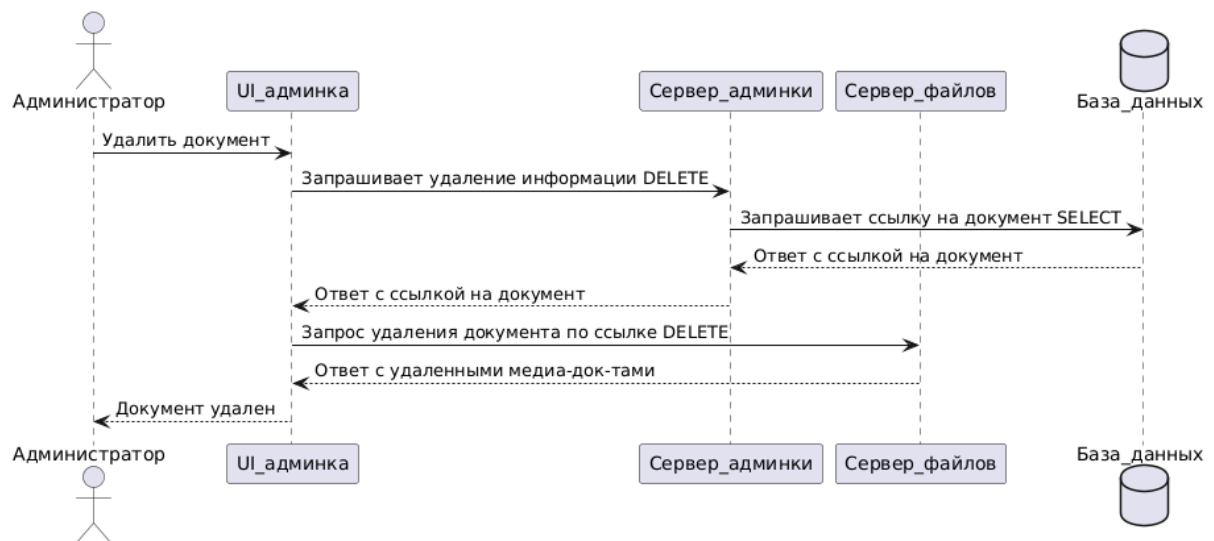 Администратор
UI_админка
Сервер_админки
Сервер_файлов
База_данных
Удалить документ
Запрашивает удаление информации DELETE
Запрашивает ссылку на документ SELECT
Ответ с ссылкой на документ
Ответ с ссылкой на документ
Запрос удаления документа по ссылке DELETE
Ответ с удаленными медиа-док-тами
Документ удален
Администратор
UI_админка
Сервер_админки
Сервер_файлов
База_данных